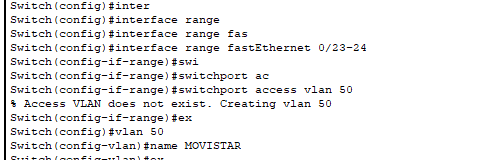 Switch(config)#inter
Switch(config)#interface range
Switch(config)#interface range fas
Switch(config)#interface range fastEthernet 0/23-24
Switch(config-if-range)#swi
Switch(config-if-range)#switchport ac
Switch(config-if-range)#switchport access vlan 50
% Access VLAN does not exist. Creating vlan 50
Switch(config-if-range)#ex
Switch(config)#vlan 50
Switch(config-vlan)#name MOVISTAR
Switch(config-vlan)#ex